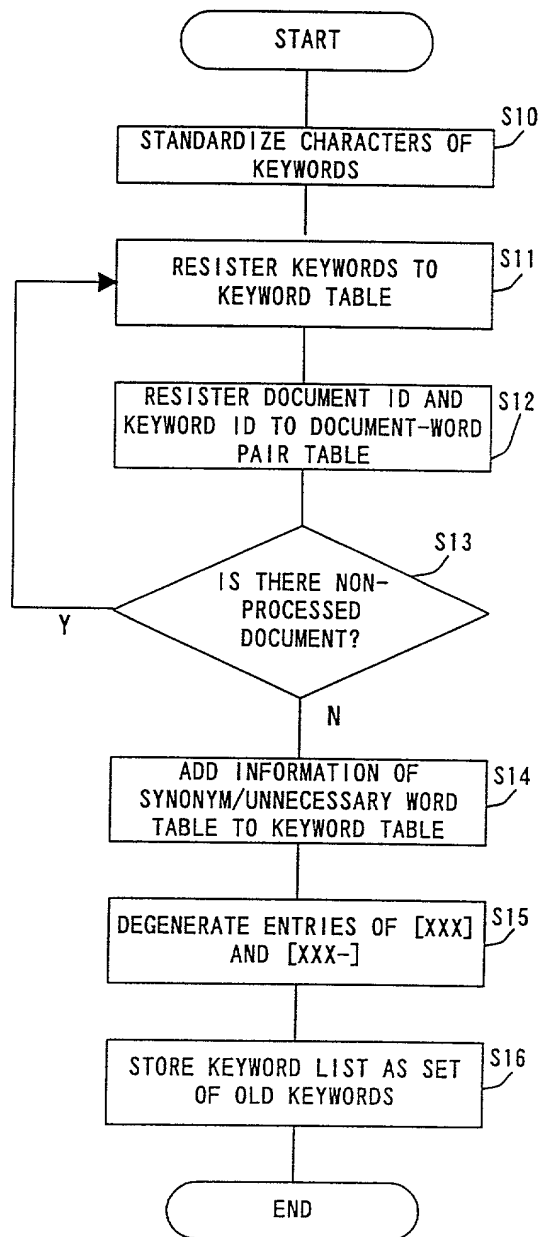 START
S10
STANDARDIZE CHARACTERS OF
KEYWORDS
S11
RESISTER KEYWORDS TO
KEYWORD TABLE
S12
RESISTER DOCUMENT ID AND
KEYWORD ID TO DOCUMENT-WORD
PAIR TABLE
S13
IS THERE NON-
PROCESSED
DOCUMENT?
Y
N
S14
ADD INFORMATION OF
SYNONYM/UNNECESSARY WORD
TABLE TO KEYWORD TABLE
S15
DEGENERATE ENTRIES OF [XXX]
AND [XXX-]
S16
STORE KEYWORD LIST AS SET
OF OLD KEYWORDS
END